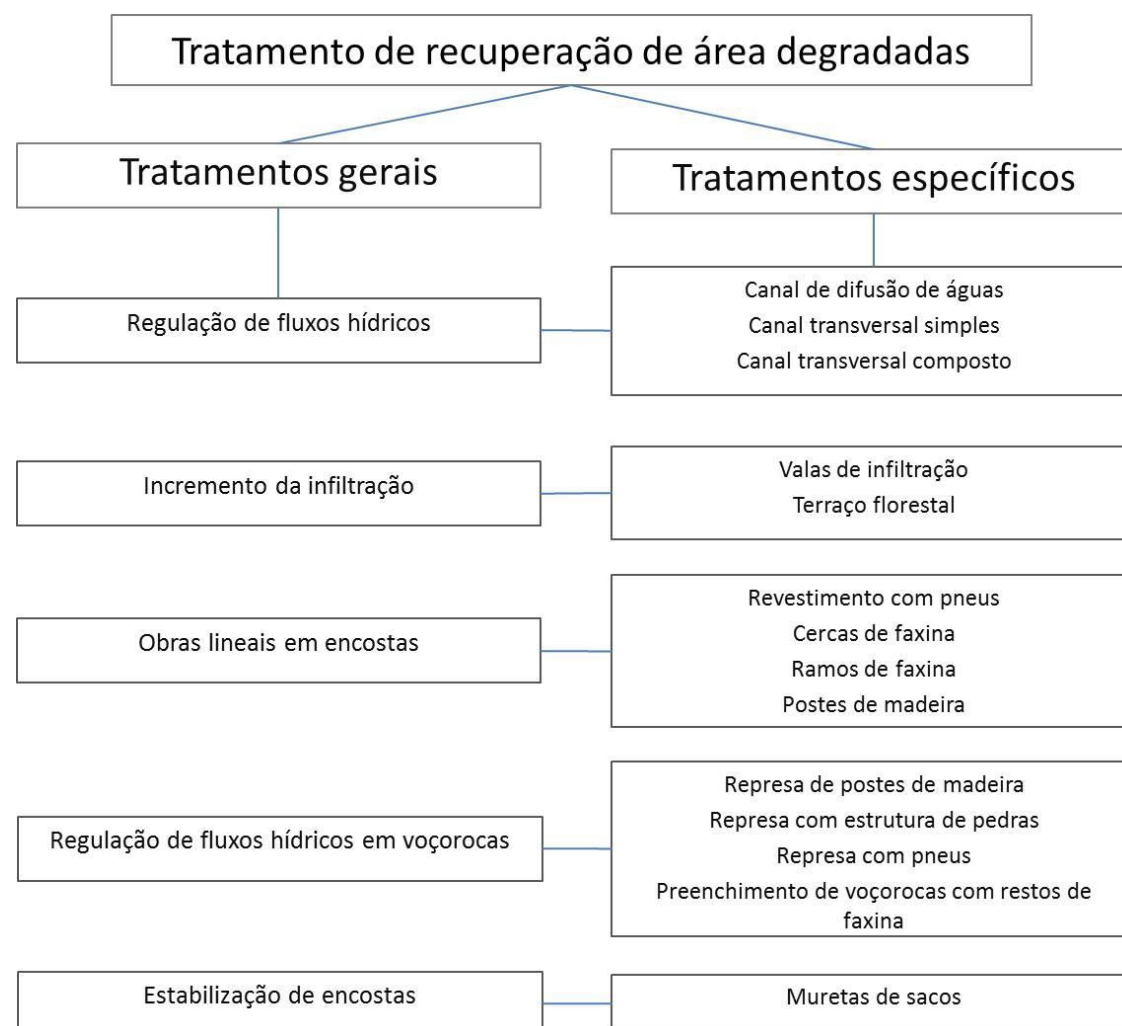 Tratamento de recuperação de área degradadas
Tratamentos gerais
Tratamentos específicos
Regulação de fluxos hídricos
Canal de difusão de águas
Canal transversal simples
Canal transversal composto
Incremento da infiltração
Valas de infiltração
Terraço florestal
Obras lineais em encostas
Revestimento com pneus
Cercas de faxina
Ramos de faxina
Postes de madeira
Regulação de fluxos hídricos em voçorocas
Represa de postes de madeira
Represa com estrutura de pedras
Represa com pneus
Preenchimento de voçorocas com restos de
faxina
Estabilização de encostas
Muretas de sacos